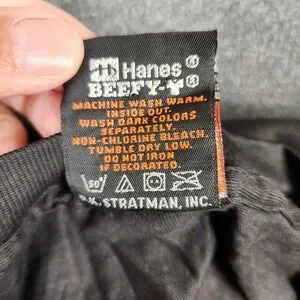 Hanes®
BEEFY-T®
MACHINE WASH WARM.
INSIDE OUT.
WASH DARK COLORS
SEPARATELY.
NON-CHLORINE BLEACH.
TUMBLE DRY LOW.
DO NOT IRON
IF DECORATED.
50°
STRATMAN, INC.